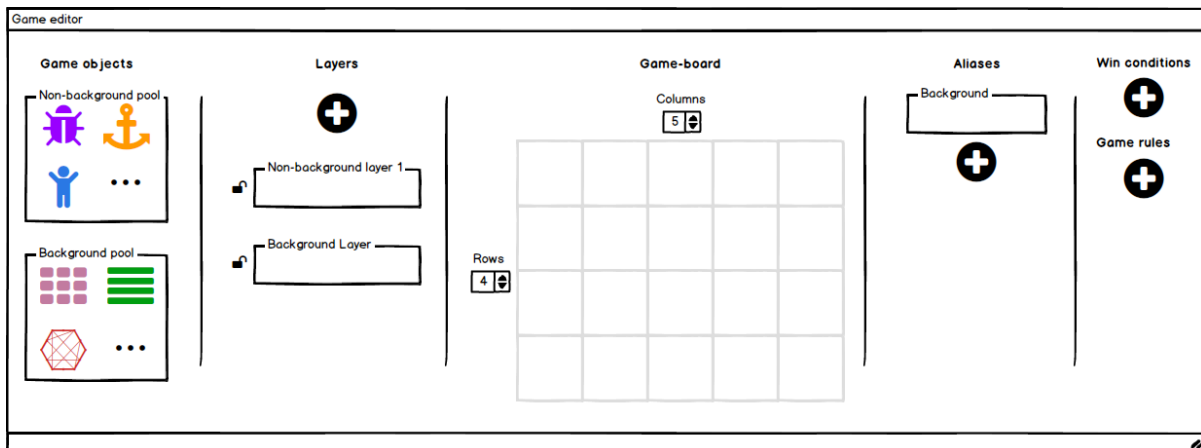 Game editor
Game objects
Non-background pool
...
Background pool
...
Layers
Non-background layer 1
Background Layer
Game-board
Columns
5
Rows
4
Aliases
Background
Win conditions
Game rules